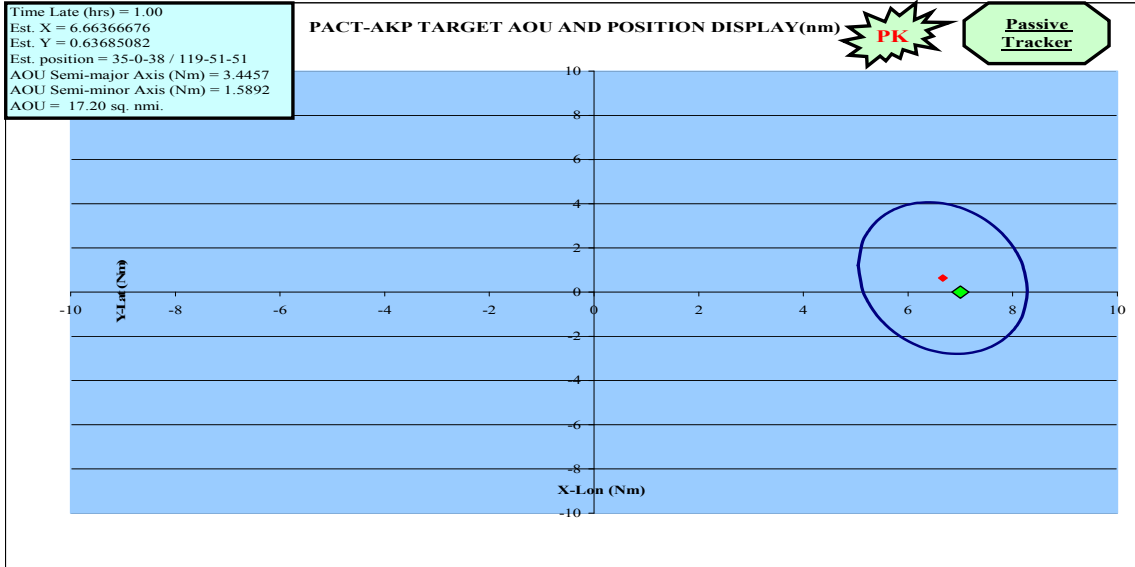 Time Late (hrs) = 1.00
Est. X = 6.66366676
Est. Y = 0.63685082
Est. position = 35-0-38 / 119-51-51
AOU Semi-major Axis (Nm) = 3.4457
AOU Semi-minor Axis (Nm) = 1.5892
AOU =  17.20 sq. nmi.
PACT-AKP TARGET AOU AND POSITION DISPLAY(nm)
PK
Passive
Tracker
10
8
6
4
2
0
-2
-4
-6
-8
-10
-10
-8
-6
-4
-2
0
2
4
6
8
10
Y-Lat (Nm)
X-Lon (Nm)